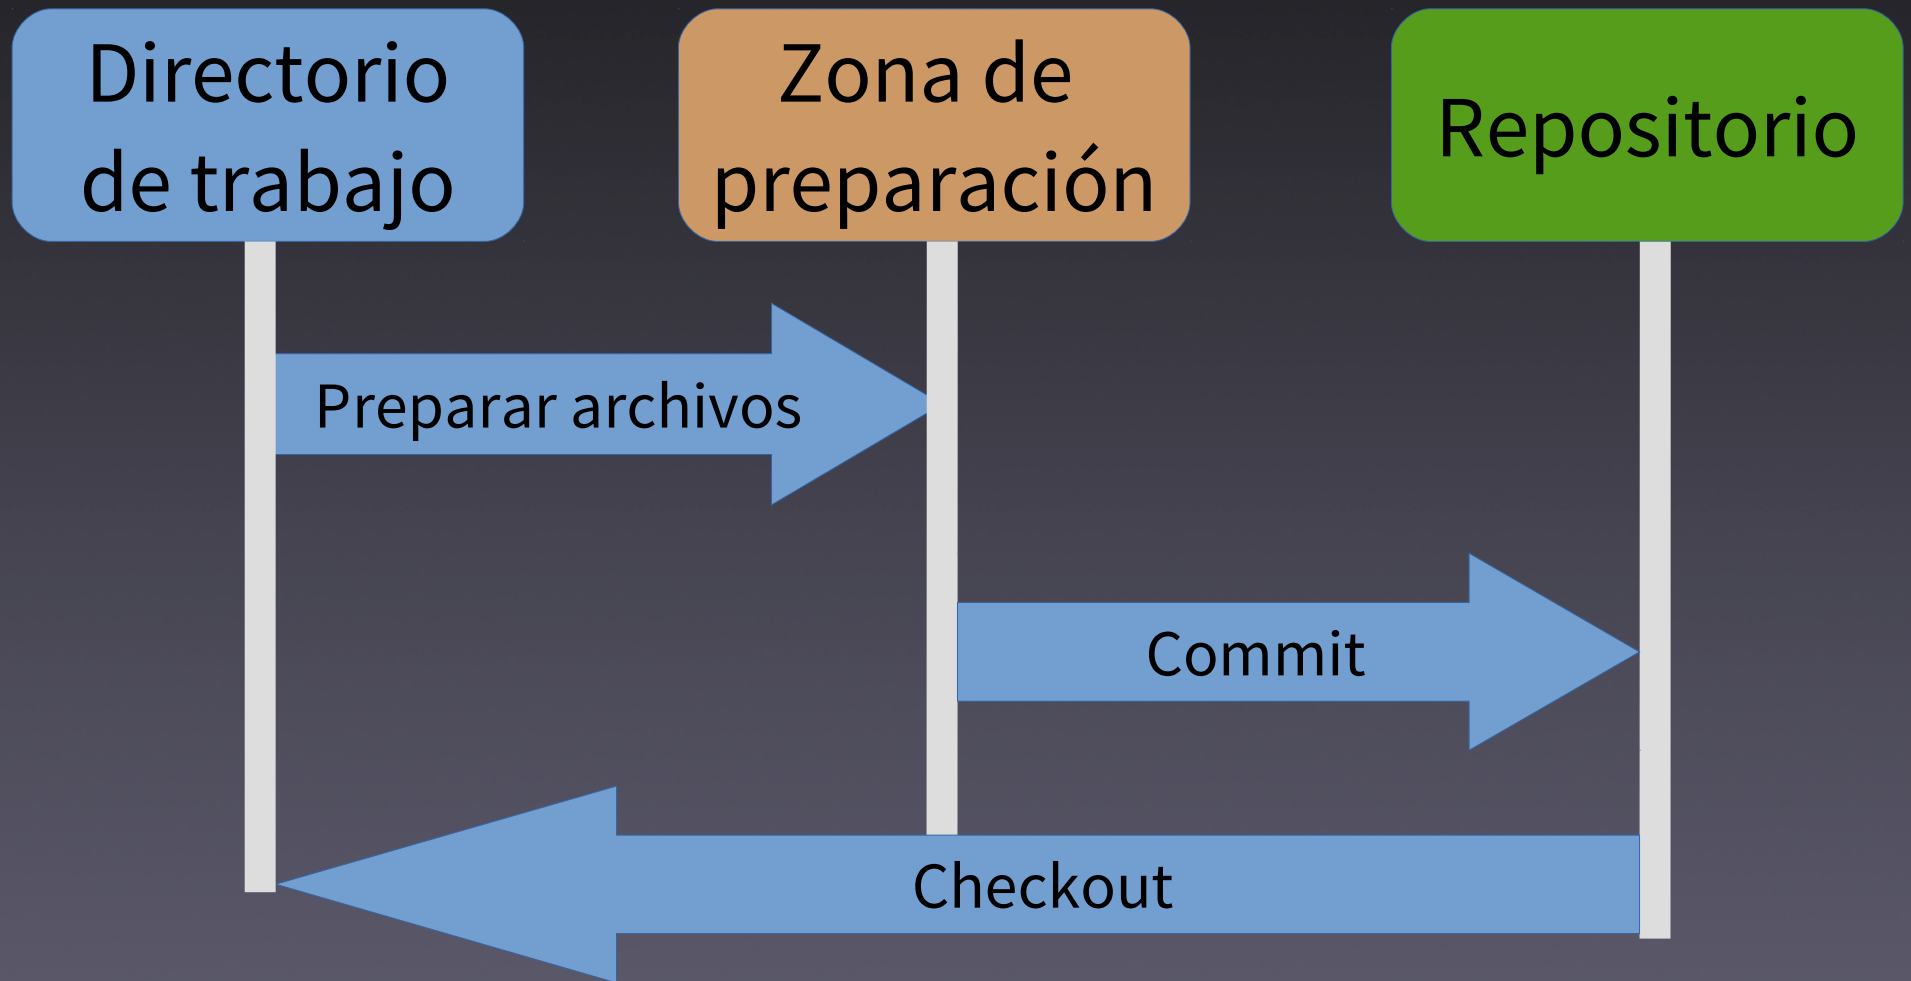 Directorio
de trabajo
Zona de
preparación
Repositorio
Preparar archivos
Commit
Checkout